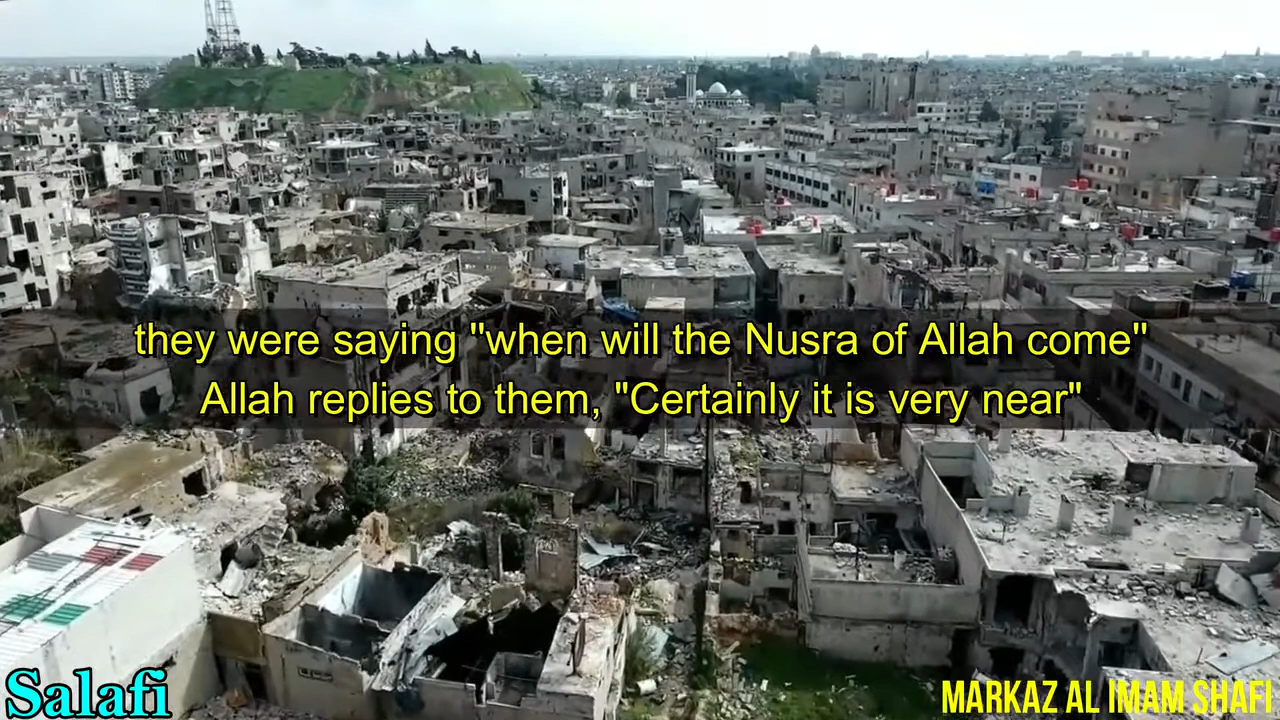 they were saying "when will the Nusra of Allah come"
Allah replies to them, "Certainly it is very near"
Salafi
MARKAZ AL IMAM SHAFI